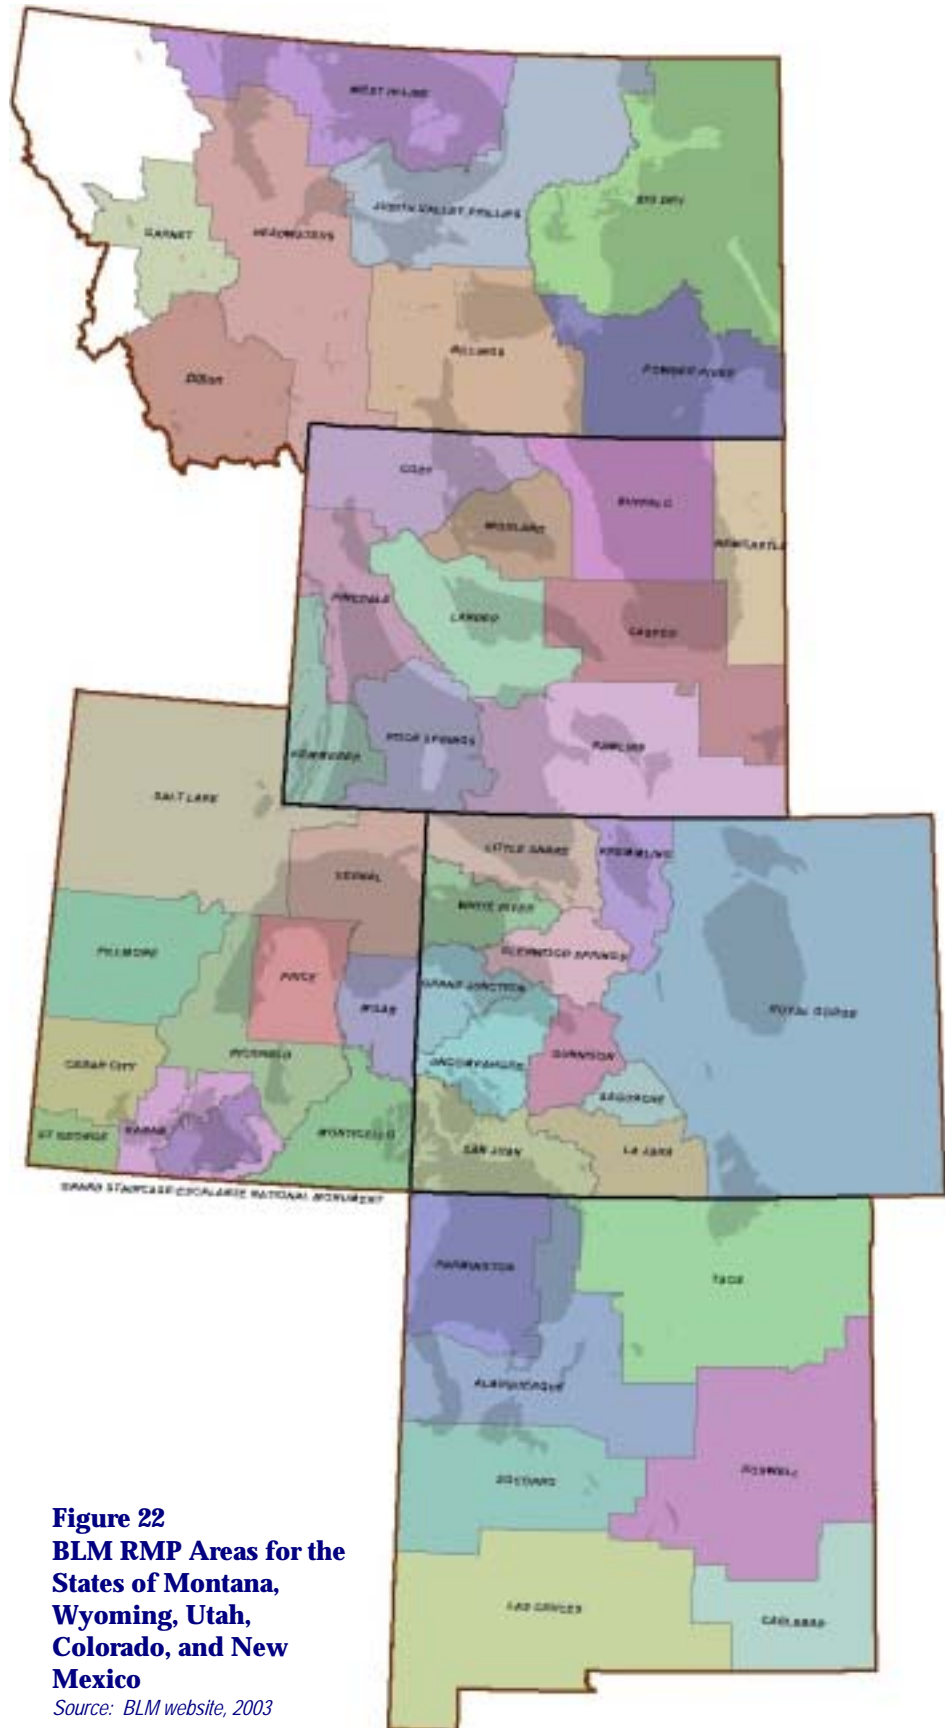 WEST HI-LINE
JUDITH VALLEY PHILLIPS
BIG DRY
GARNET
HEADWATERS
BILLINGS
POWDER RIVER
Dillon
CODY
WORLAND
BUFFALO
NEWCASTLE
PINEDALE
LANDER
CASPER
ROCK SPRINGS
RAWLINS
KEMMERER
SALT LAKE
LITTLE SNAKE
KREMMLING
VERNAL
WHITE RIVER
FILLMORE
GLENWOOD SPRINGS
PRICE
GRAND JUNCTION
MOAB
ROYAL GORGE
RICHFIELD
GUNNISON
CEDAR CITY
UNCOMPAHGRE
SAGUACHE
ST GEORGE
KANAB
MONTICELLO
SAN JUAN
LA JARA
GRAND STAIRCASE-ESCALANTE NATIONAL MONUMENT
FARMINGTON
TAOS
ALBUQUERQUE
ROSWELL
SOCORRO
LAS CRUCES
CARLSBAD
Figure 22
BLM RMP Areas for the
States of Montana,
Wyoming, Utah,
Colorado, and New
Mexico
Source: BLM website, 2003